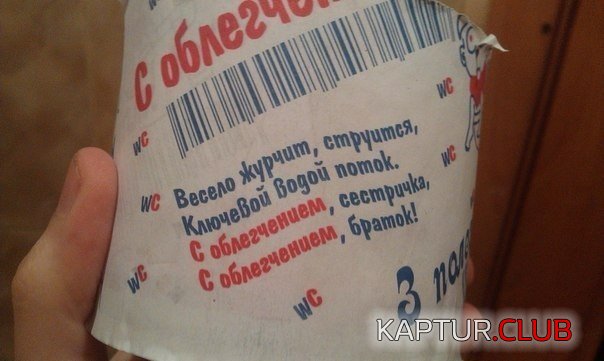 С облегчен
WC
WC
WC
Весело журчит, струится,
Ключевой водой поток.
С облегчением, сестричка,
С облегчением, браток!
WC
WC
WC
3
KAPTUR.CLUB